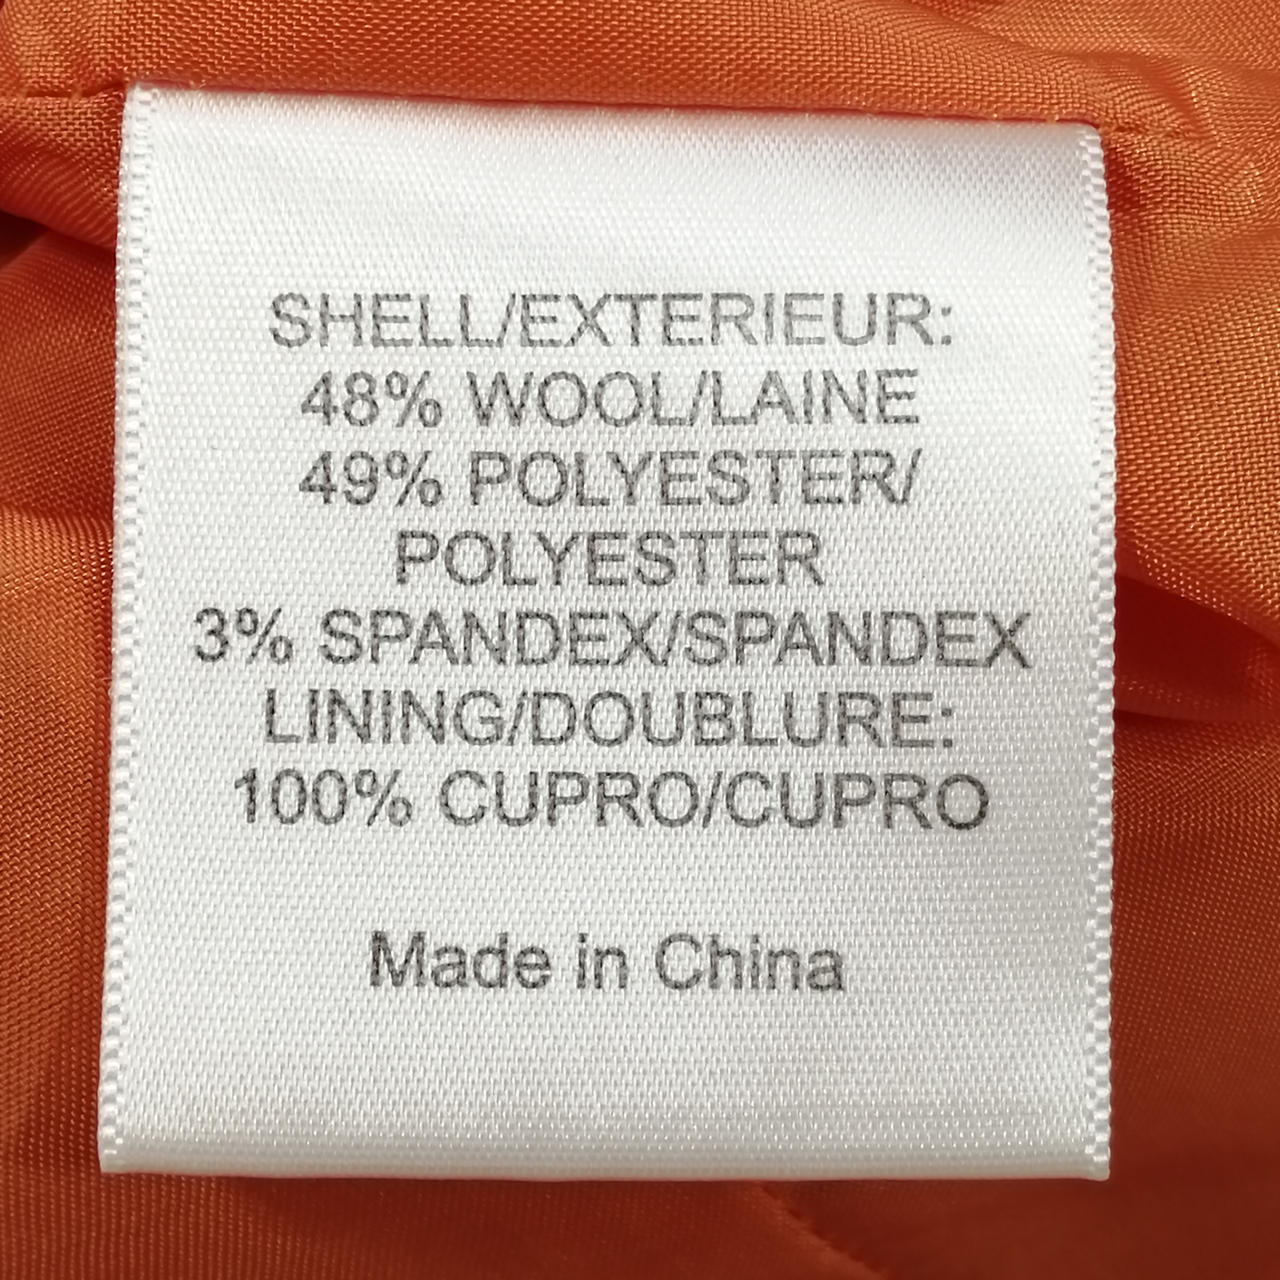 SHELL/EXTERIEUR:
48% WOOL/LAINE
49% POLYESTER/
POLYESTER
3% SPANDEX/SPANDEX
LINING/DOUBLURE:
100% CUPRO/CUPRO
Made in China